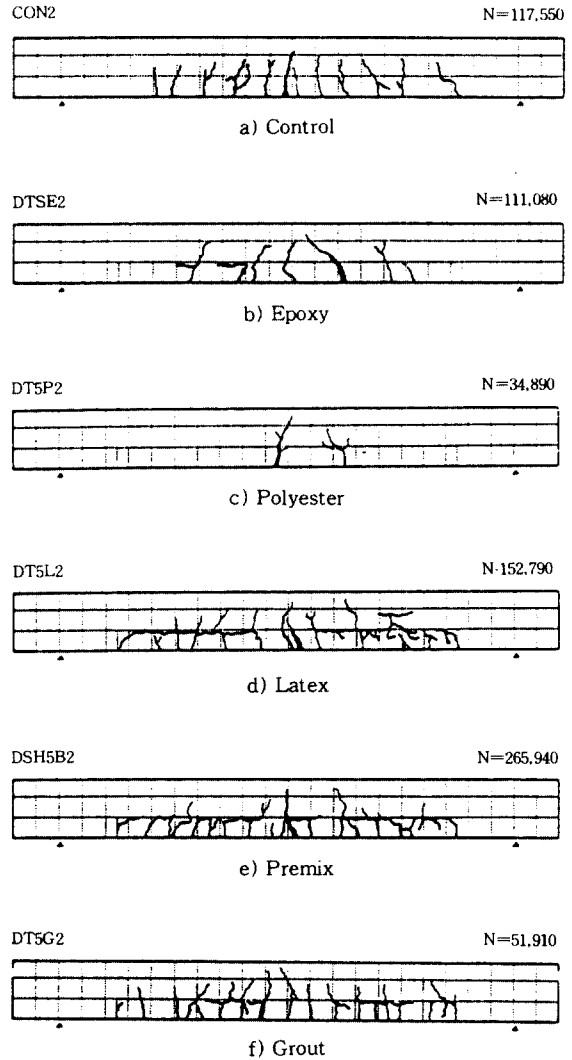 CON2 N=117,550
a) Control
DTSE2 N=111,080
b) Epoxy
DT5P2 N=34,890
c) Polyester
DT5L2 N·152,790
d) Latex
DSH5B2 N=265,940
e) Premix
DT5G2 N=51,910
f) Grout